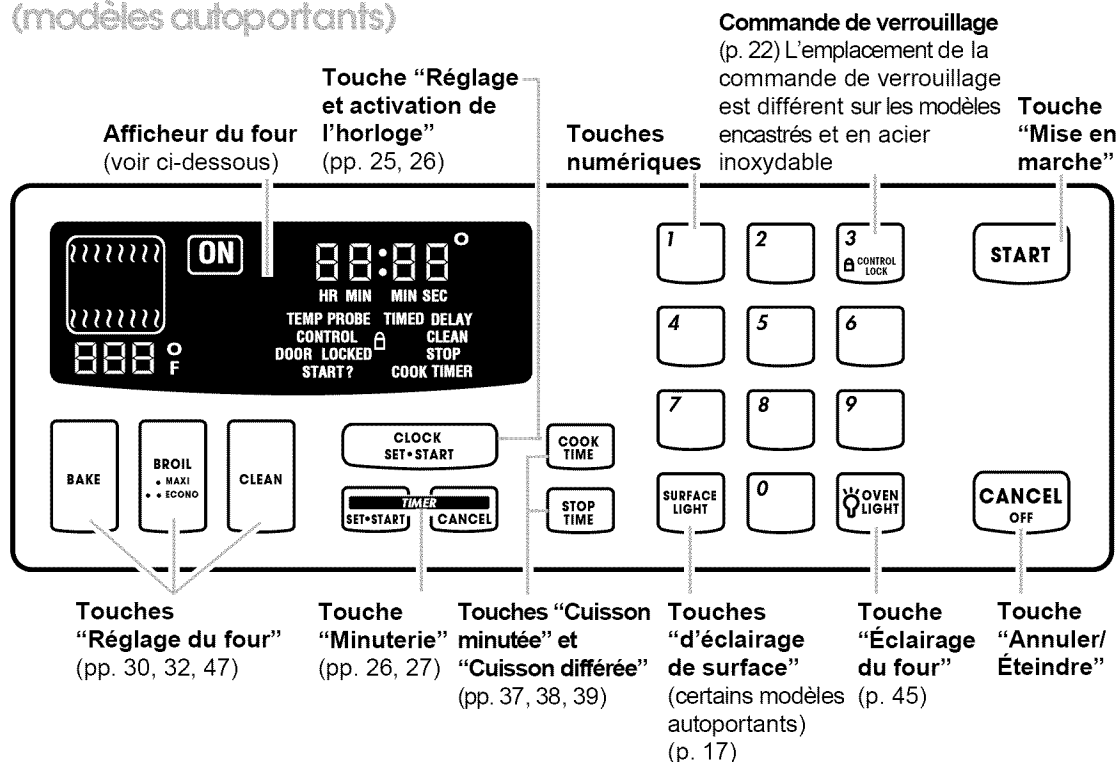 (modèles autoportants)
Commande de verrouillage
(p. 22) L'emplacement de la
commande de verrouillage
est différent sur les modèles
encastrés et en acier
inoxydable
Touche “Réglage
et activation de
l’horloge”
(pp. 25, 26)
Afficheur du four
(voir ci-dessous)
Touches
numériques
Touche
“Mise en
marche”
ON
88:88°
HR MIN MIN SEC
TEMP PROBE TIMED DELAY
CONTROL CLEAN
DOOR LOCKED STOP
START? COOK TIMER
888°F
1
2
3
CONTROL
LOCK
START
4
5
6
7
8
9
BAKE
BROIL
• MAXI
• • ECONO
CLEAN
CLOCK
SET•START
TIMER
SET•START
CANCEL
COOK
TIME
STOP
TIME
SURFACE
LIGHT
0
OVEN
LIGHT
CANCEL
OFF
Touches
“Réglage du four”
(pp. 30, 32, 47)
Touche
“Minuterie”
(pp. 26, 27)
Touches “Cuisson
minutée” et
“Cuisson différée”
(pp. 37, 38, 39)
Touches
“d’éclairage
de surface”
(certains modèles
autoportants)
(p. 17)
Touche
“Éclairage
du four”
(p. 45)
Touche
“Annuler/
Éteindre”